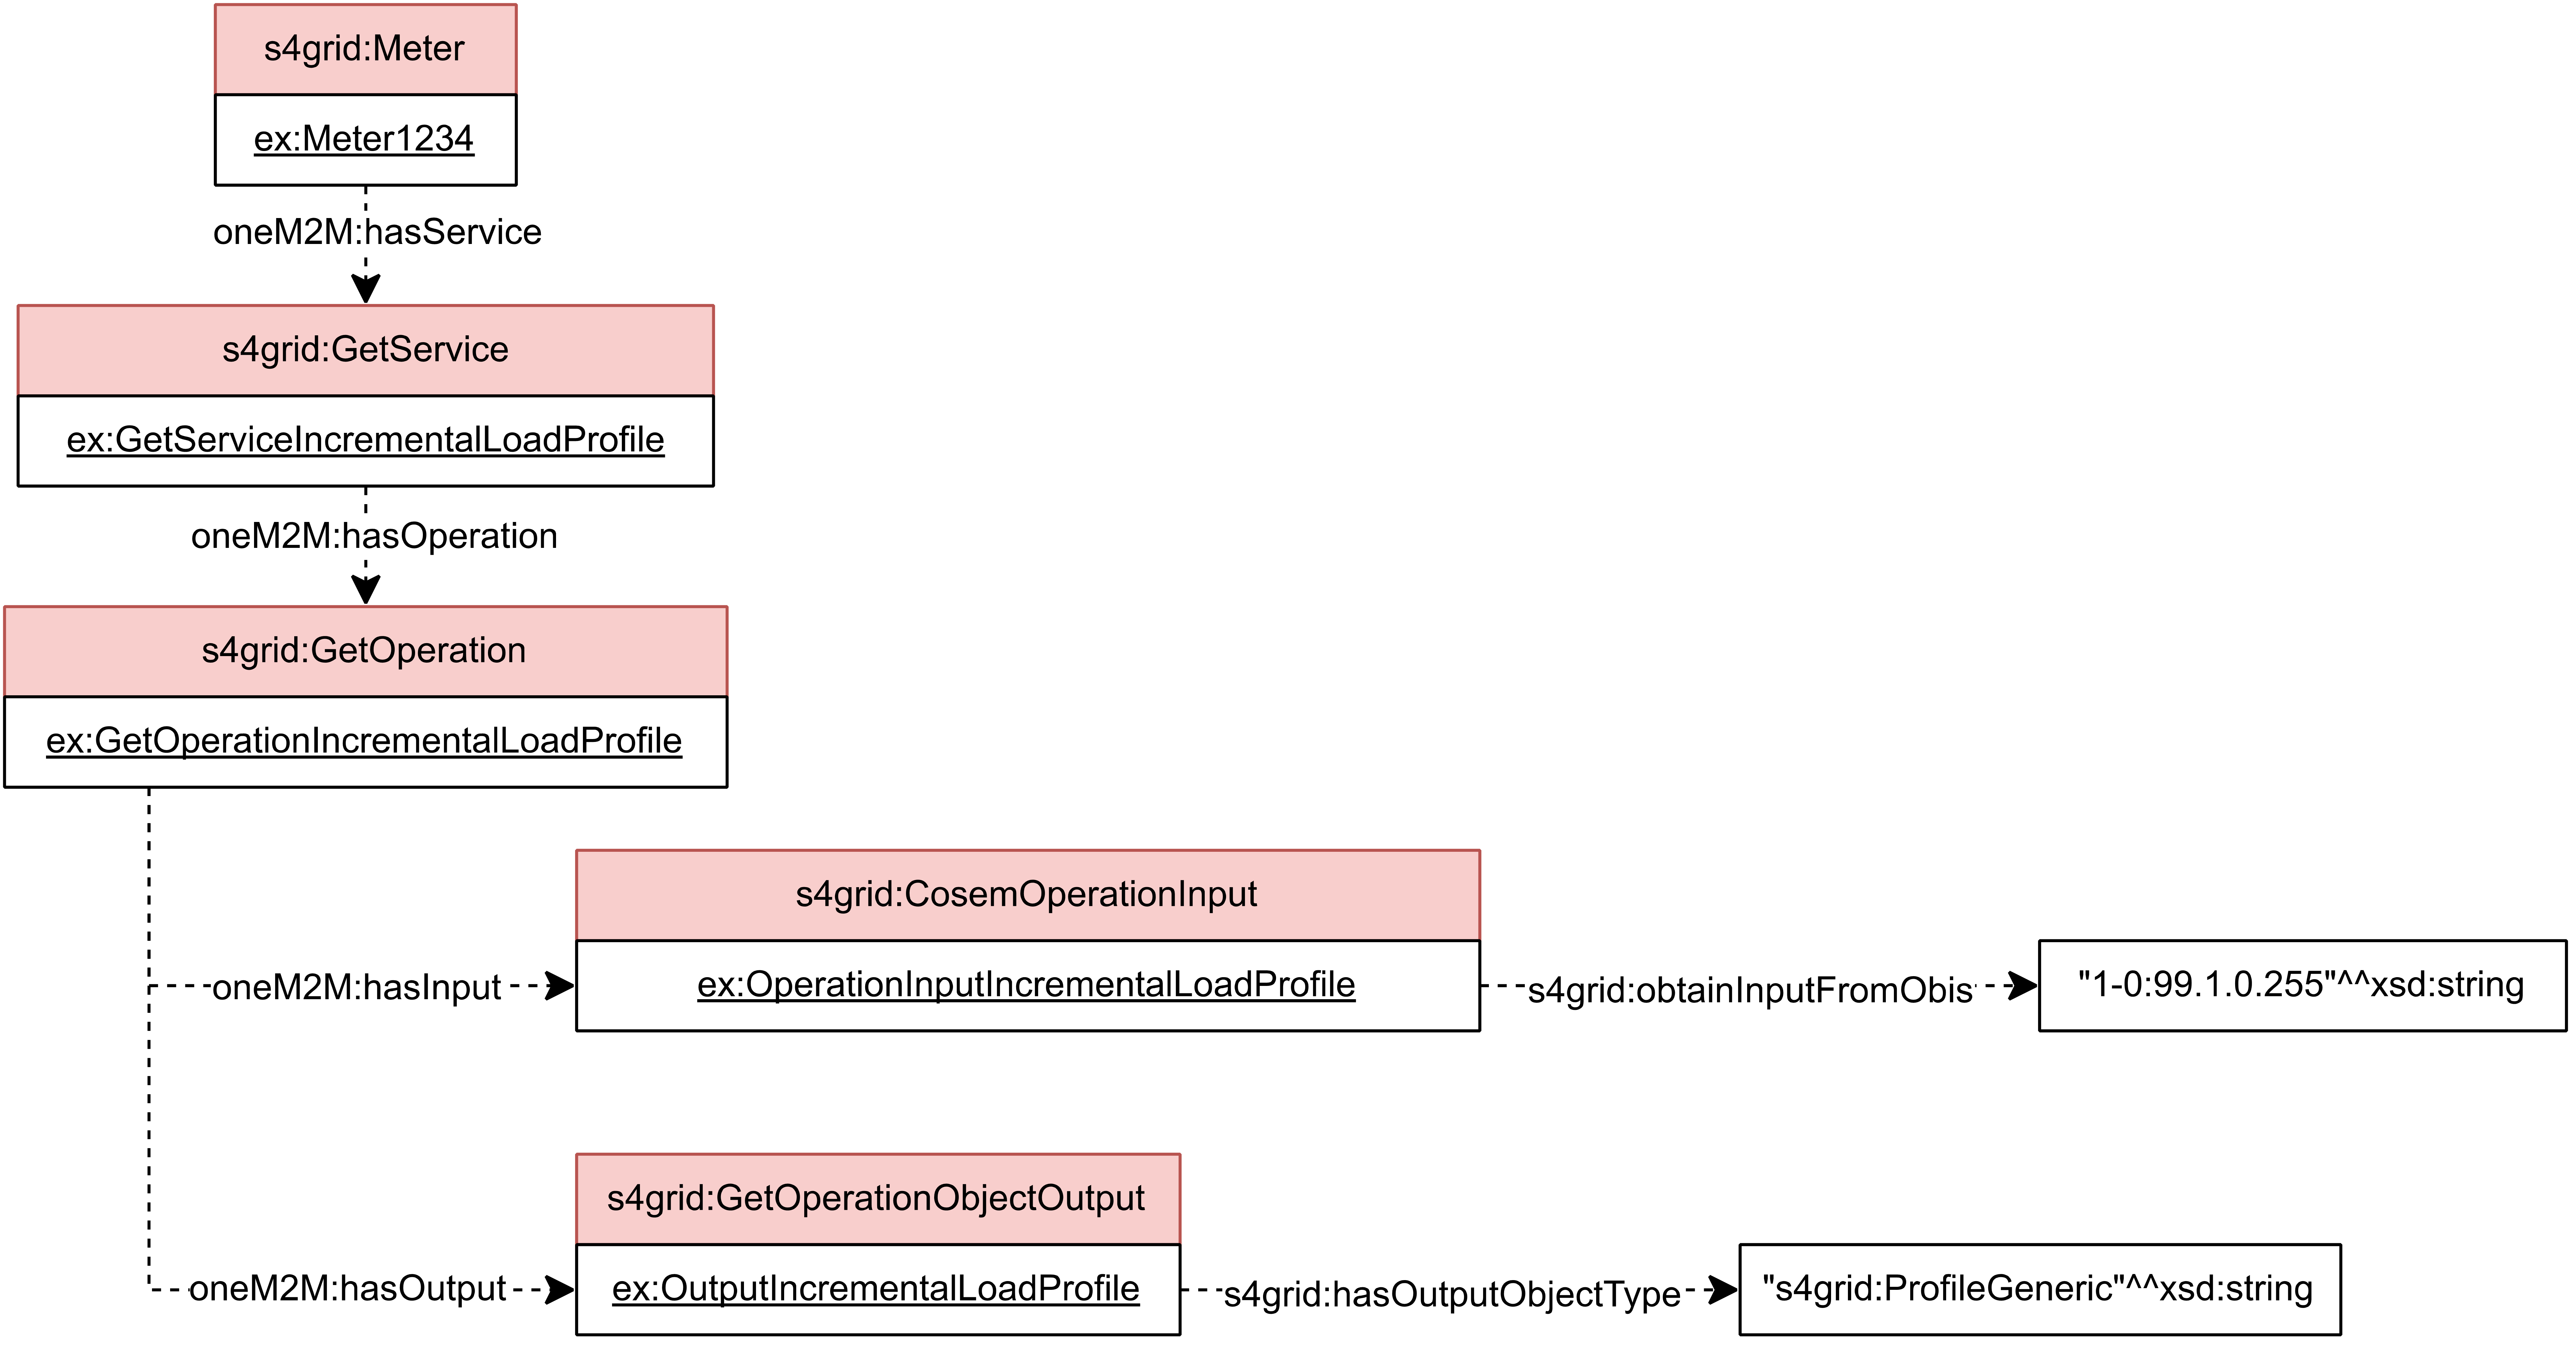 s4grid:Meter
ex:Meter1234
oneM2M:hasService
s4grid:GetService
ex:GetServiceIncrementalLoadProfile
oneM2M:hasOperation
s4grid:GetOperation
ex:GetOperationIncrementalLoadProfile
s4grid:CosemOperationInput
oneM2M:hasInput
ex:OperationInputIncrementalLoadProfile
s4grid:obtainInputFromObis
"1-0:99.1.0.255"^^xsd:string
s4grid:GetOperationObjectOutput
oneM2M:hasOutput
ex:OutputIncrementalLoadProfile
s4grid:hasOutputObjectType
"s4grid:ProfileGeneric"^^xsd:string